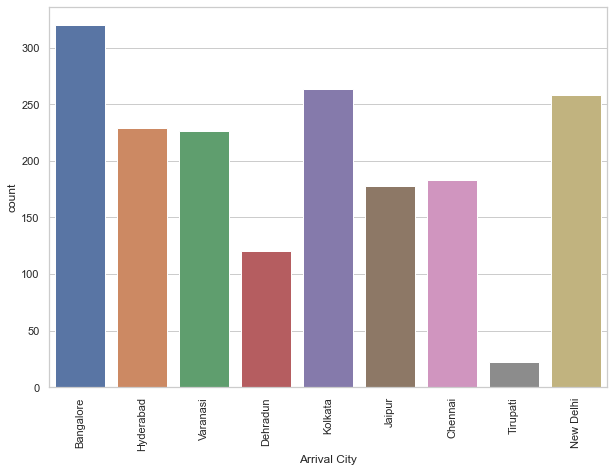 300
250
200
150
100
50
0
count
Bangalore
Hyderabad
Varanasi
Dehradun
Kolkata
Jaipur
Chennai
Tirupati
New Delhi
Arrival City